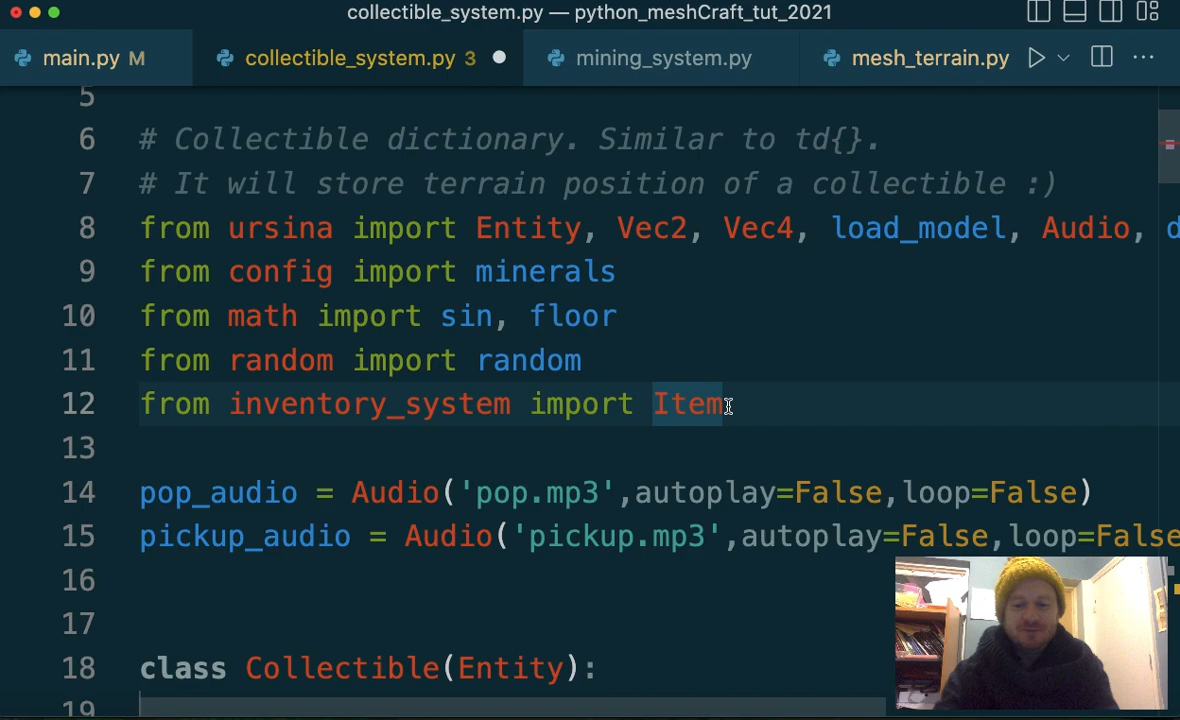 collectible_system.py — python_meshCraft_tut_2021
main.py M collectible_system.py 3 mining_system.py mesh_terrain.py ...
5
6 # Collectible dictionary. Similar to td{}.
7 # It will store terrain position of a collectible :)
8 from ursina import Entity, Vec2, Vec4, load_model, Audio, d
9 from config import minerals
10 from math import sin, floor
11 from random import random
12 from inventory_system import Item
13
14 pop_audio = Audio('pop.mp3',autoplay=False,loop=False)
15 pickup_audio = Audio('pickup.mp3',autoplay=False,loop=False
16
17
18 class Collectible(Entity):
19